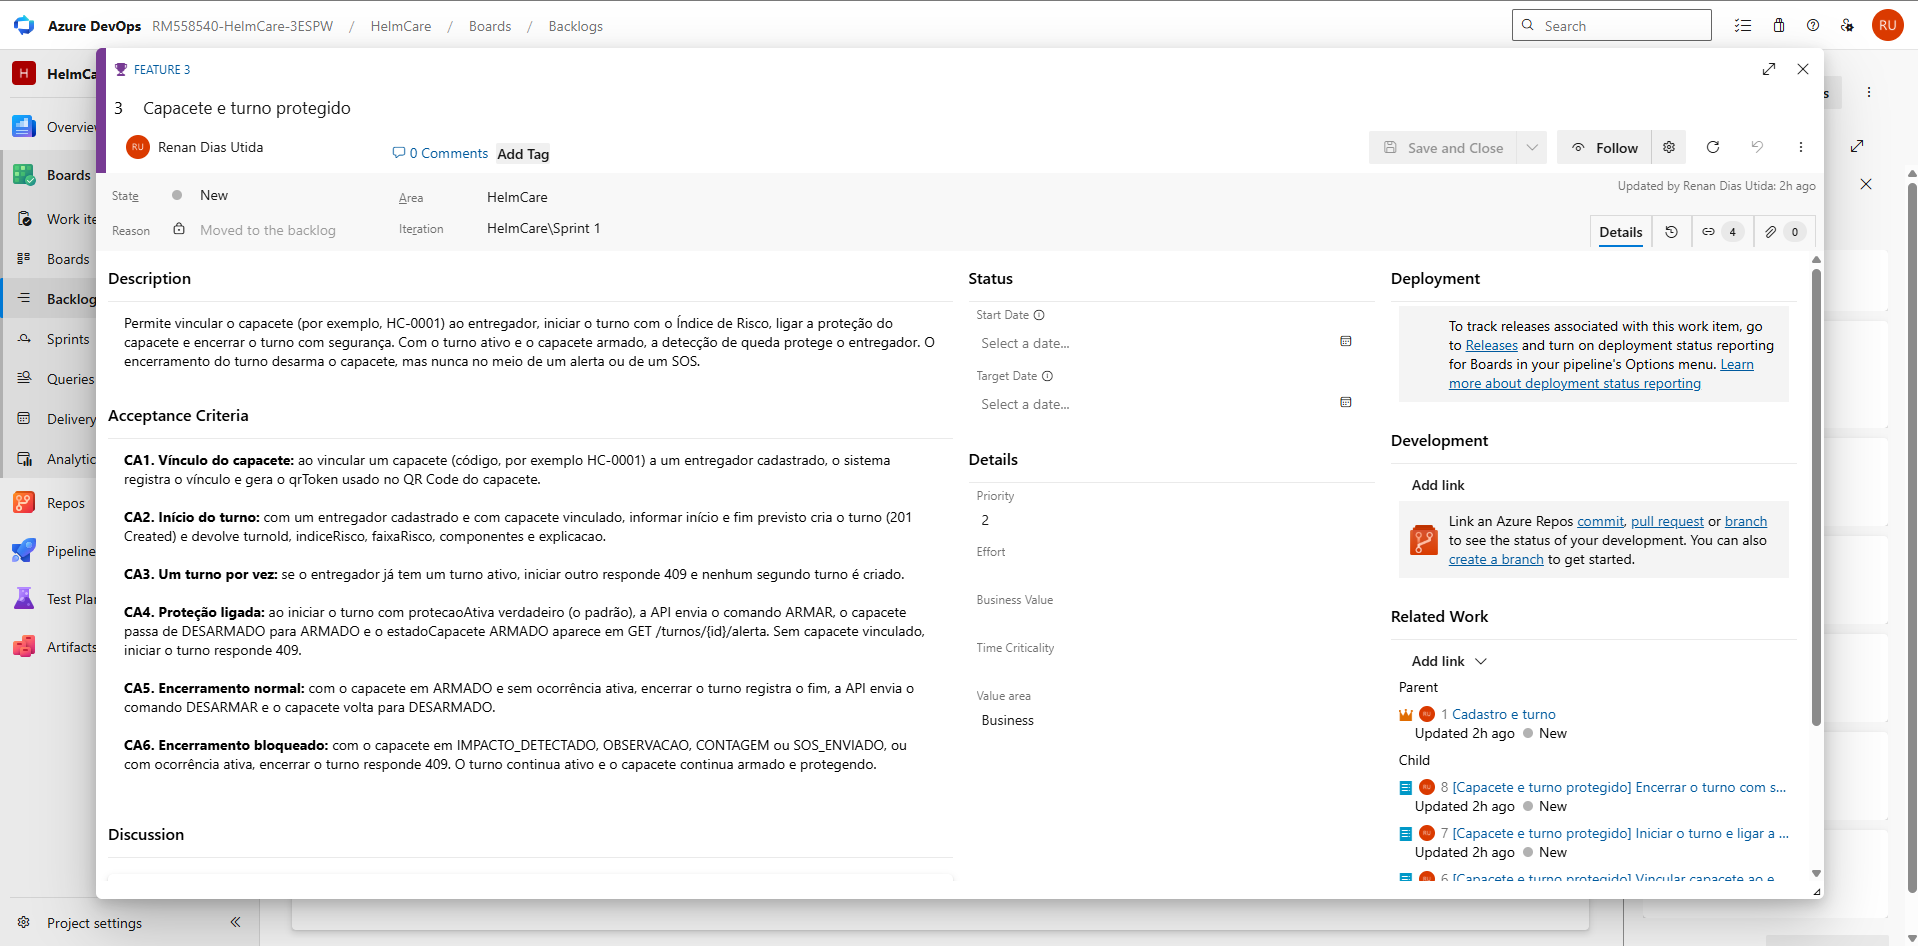 Azure DevOps RM558540-HelmCare-3ESPW / HelmCare / Boards / Backlogs
Search
RU
H HelmCa
Overvie
Boards
Work ite
Boards
Backlog
Sprints
Queries
Delivery
Analytic
Repos
Pipeline
Test Plan
Artifacts
Project settings
FEATURE 3
3 Capacete e turno protegido
RU Renan Dias Utida
0 Comments Add Tag
Save and Close
Follow
State New
Area HelmCare
Updated by Renan Dias Utida: 2h ago
Reason Moved to the backlog
Iteration HelmCare\Sprint 1
Details 4 0
Description
Permite vincular o capacete (por exemplo, HC-0001) ao entregador, iniciar o turno com o Índice de Risco, ligar a proteção do
capacete e encerrar o turno com segurança. Com o turno ativo e o capacete armado, a detecção de queda protege o entregador. O
encerramento do turno desarma o capacete, mas nunca no meio de um alerta ou de um SOS.
Acceptance Criteria
CA1. Vínculo do capacete: ao vincular um capacete (código, por exemplo HC-0001) a um entregador cadastrado, o sistema
registra o vínculo e gera o qrToken usado no QR Code do capacete.
CA2. Início do turno: com um entregador cadastrado e com capacete vinculado, informar início e fim previsto cria o turno (201
Created) e devolve turnoId, indiceRisco, faixaRisco, componentes e explicacao.
CA3. Um turno por vez: se o entregador já tem um turno ativo, iniciar outro responde 409 e nenhum segundo turno é criado.
CA4. Proteção ligada: ao iniciar o turno com protecaoAtiva verdadeiro (o padrão), a API envia o comando ARMAR, o capacete
passa de DESARMADO para ARMADO e o estadoCapacete ARMADO aparece em GET /turnos/{id}/alerta. Sem capacete vinculado,
iniciar o turno responde 409.
CA5. Encerramento normal: com o capacete em ARMADO e sem ocorrência ativa, encerrar o turno registra o fim, a API envia o
comando DESARMAR e o capacete volta para DESARMADO.
CA6. Encerramento bloqueado: com o capacete em IMPACTO_DETECTADO, OBSERVACAO, CONTAGEM ou SOS_ENVIADO, ou
com ocorrência ativa, encerrar o turno responde 409. O turno continua ativo e o capacete continua armado e protegendo.
Discussion
Status
Start Date
Select a date...
Target Date
Select a date...
Details
Priority
2
Effort
Business Value
Time Criticality
Value area
Business
Deployment
To track releases associated with this work item, go
to Releases and turn on deployment status reporting
for Boards in your pipeline's Options menu. Learn
more about deployment status reporting
Development
Add link
Link an Azure Repos commit, pull request or branch
to see the status of your development. You can also
create a branch to get started.
Related Work
Add link
Parent
RU 1 Cadastro e turno
Updated 2h ago New
Child
RU 8 [Capacete e turno protegido] Encerrar o turno com s...
Updated 2h ago New
RU 7 [Capacete e turno protegido] Iniciar o turno e ligar a ...
Updated 2h ago New
6 [Capacete e turno protegido] Vincular capacete ao e
s